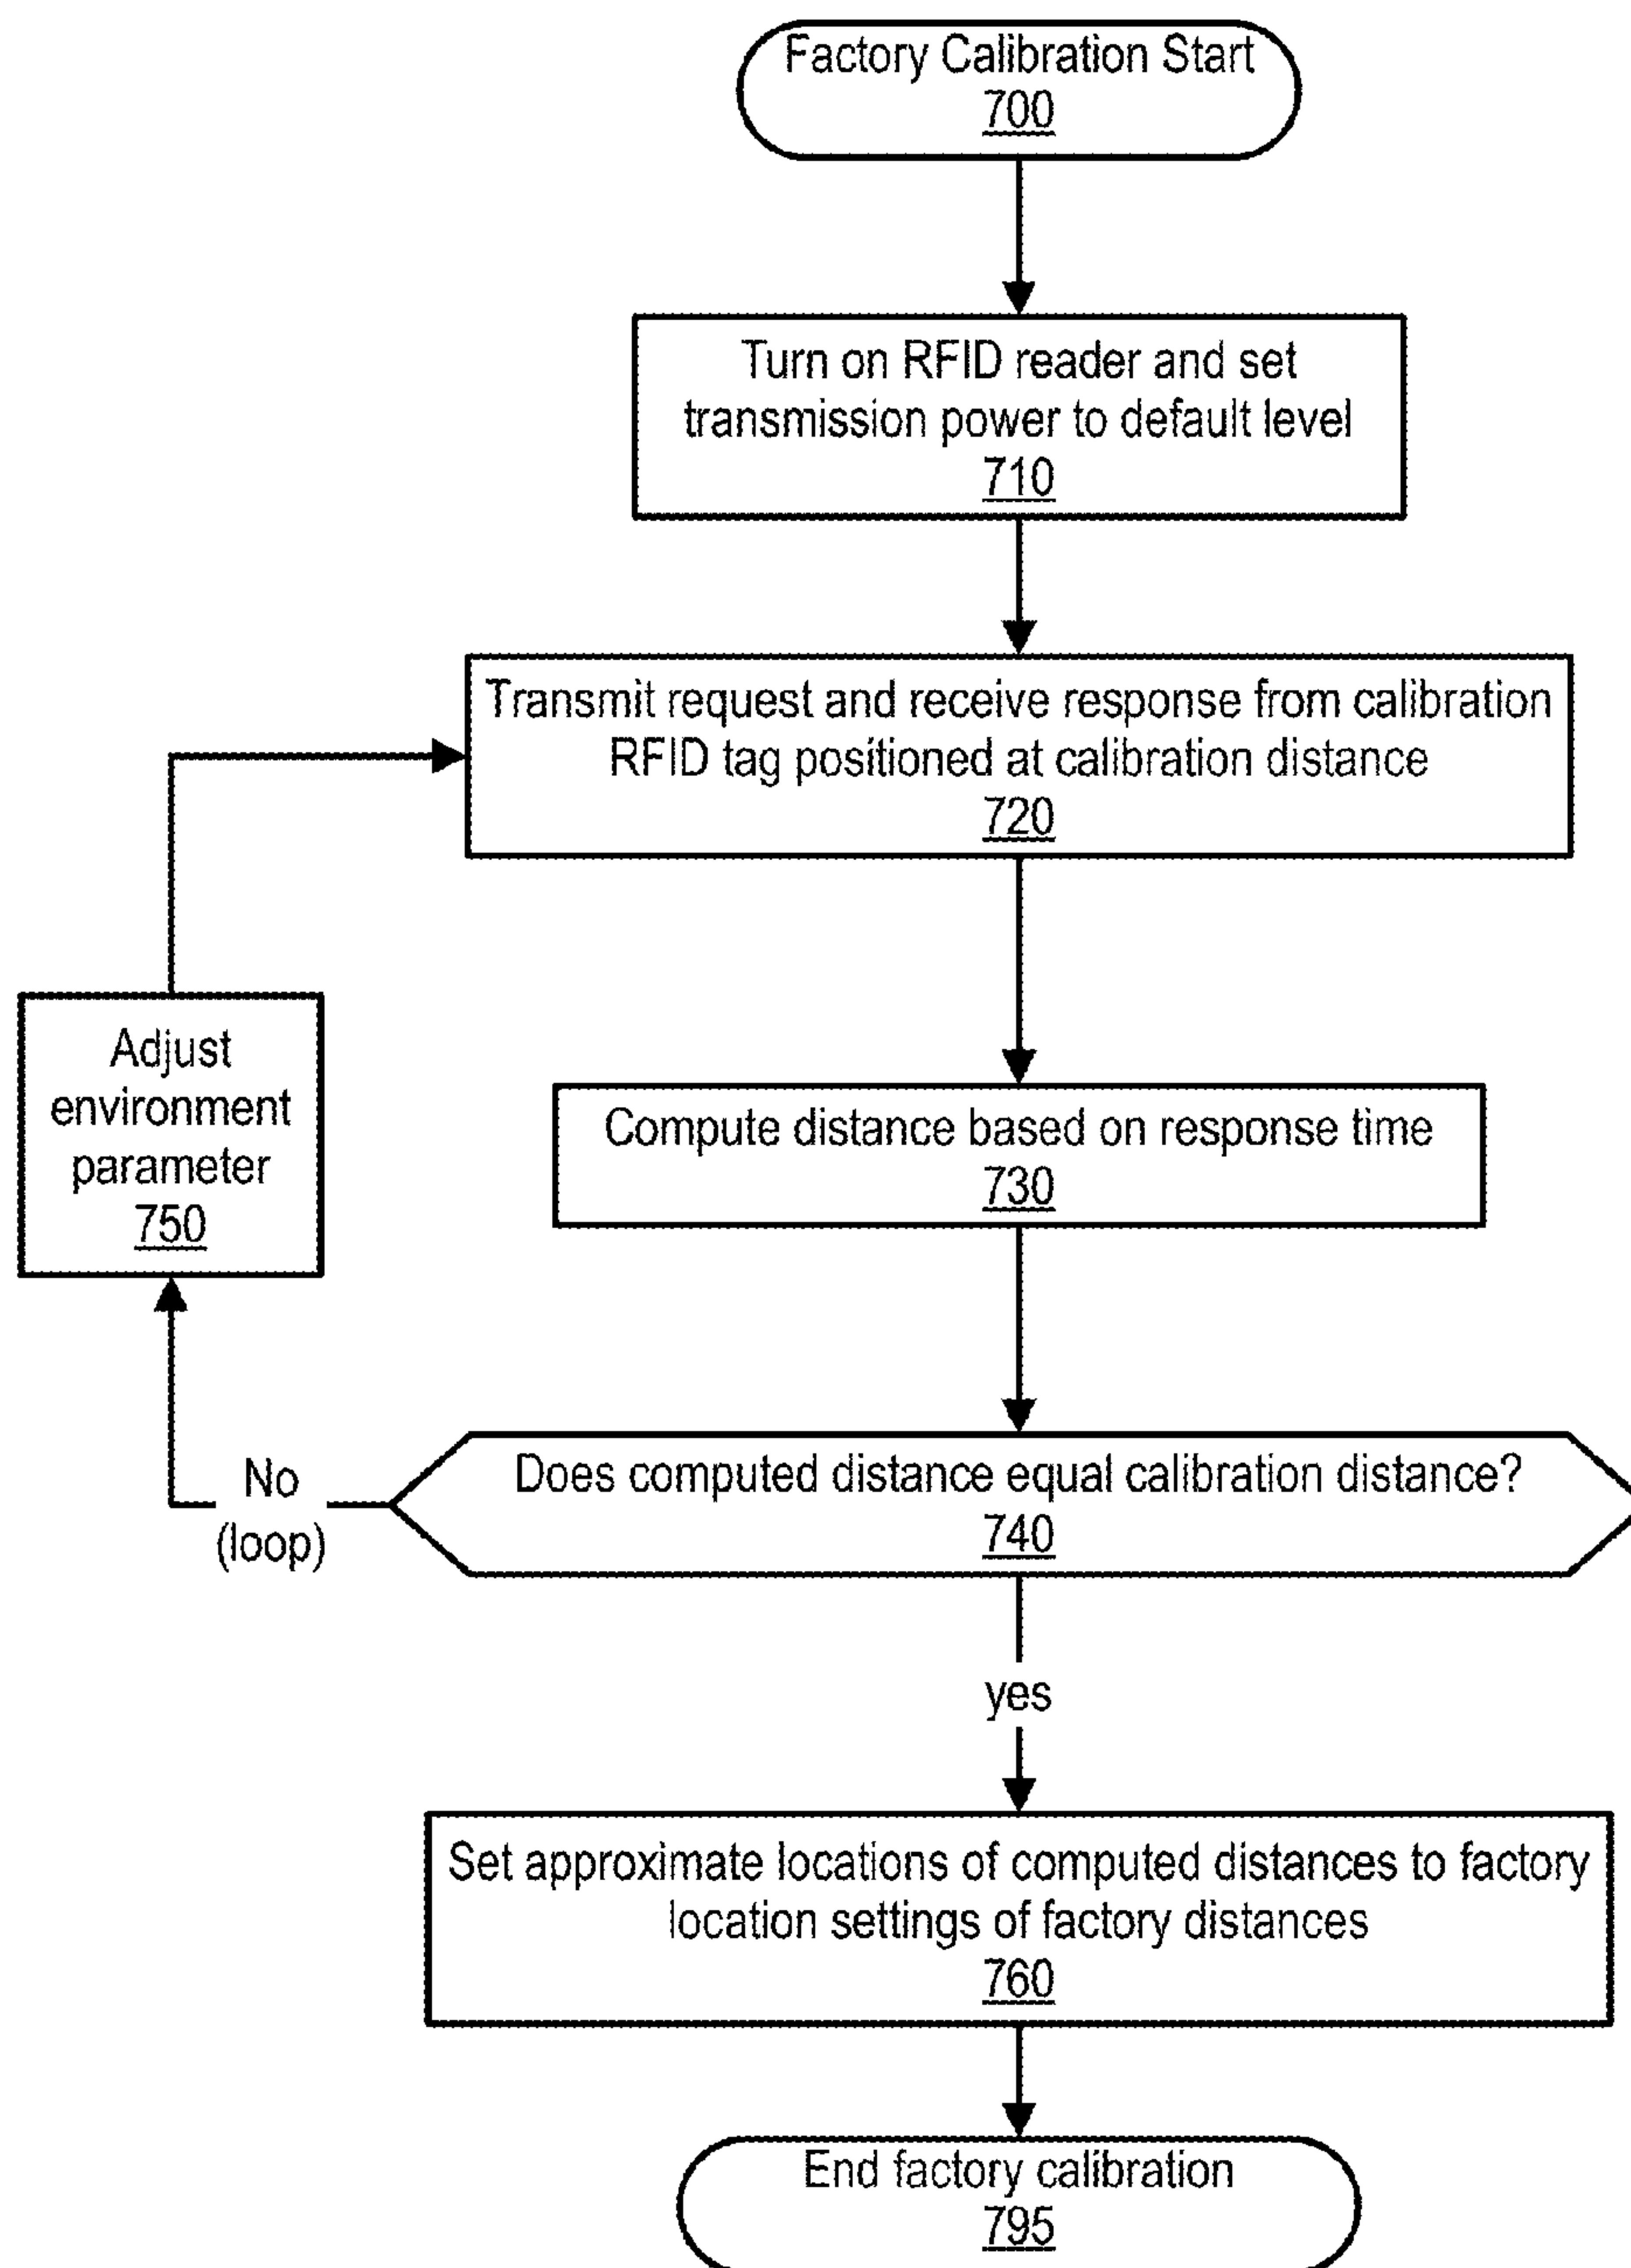 Factory Calibration Start
700
Turn on RFID reader and set
transmission power to default level
710
Transmit request and receive response from calibration
RFID tag positioned at calibration distance
720
Adjust
environment
parameter
750
Compute distance based on response time
730
Does computed distance equal calibration distance?
740
No
(loop)
yes
Set approximate locations of computed distances to factory
location settings of factory distances
760
End factory calibration
795